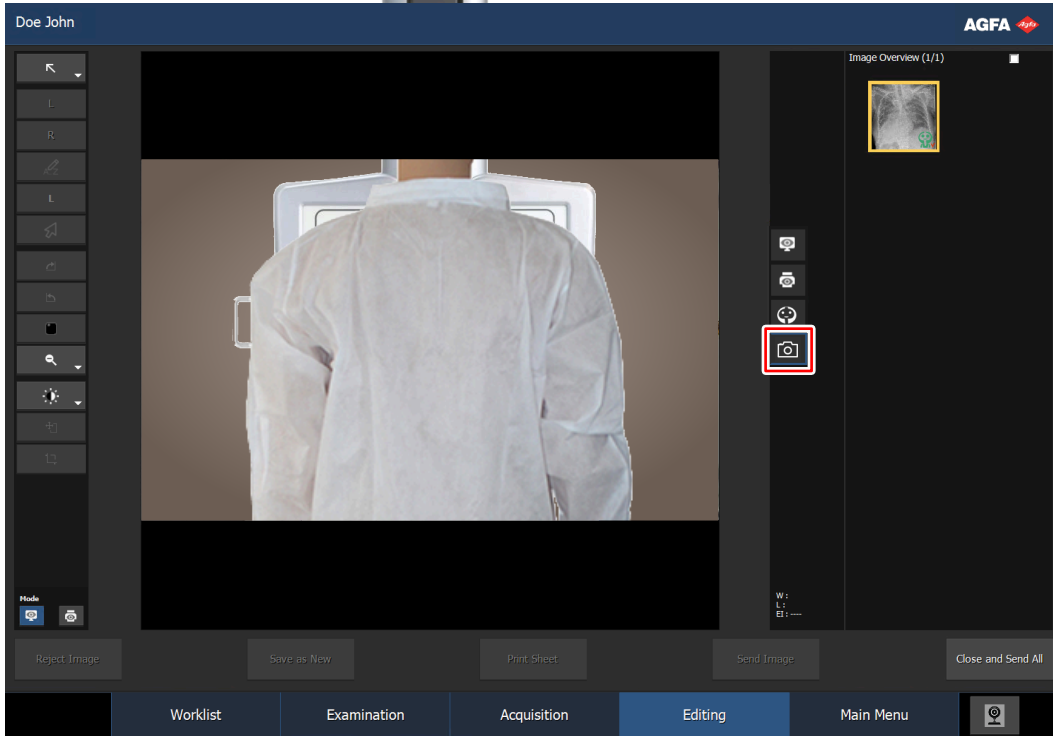 Doe John
AGFA
Agfa
Image Overview (1/1)
L
R
L
Mode
W :
L :
EI : ----
Reject Image
Save as New
Print Sheet
Send Image
Close and Send All
Worklist
Examination
Acquisition
Editing
Main Menu